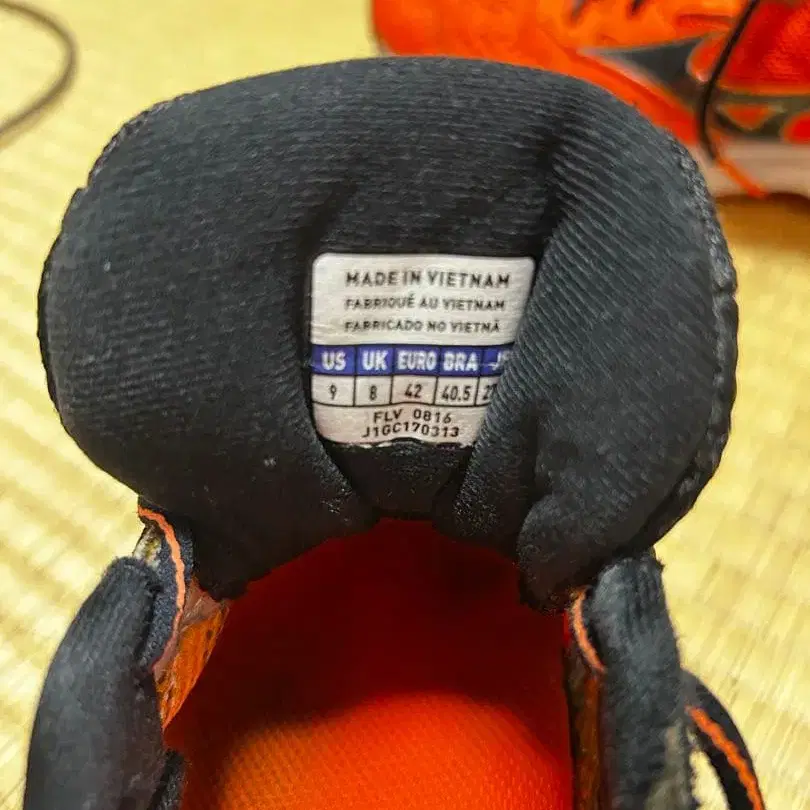 MADE IN VIETNAM
FABRIQUÉ AU VIETNAM
FABRICADO NO VIETNÃ
US UK EURO BRA
9 8 42 40.5
FLV 0816
J1GC170313